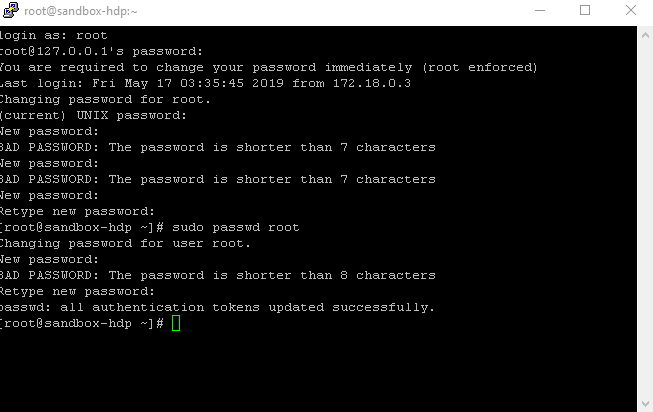 root@sandbox-hdp:~
login as: root
root@127.0.0.1's password:
You are required to change your password immediately (root enforced)
Last login: Fri May 17 03:35:45 2019 from 172.18.0.3
Changing password for root.
(current) UNIX password:
New password:
BAD PASSWORD: The password is shorter than 7 characters
New password:
BAD PASSWORD: The password is shorter than 7 characters
New password:
Retype new password:
[root@sandbox-hdp ~]# sudo passwd root
Changing password for user root.
New password:
BAD PASSWORD: The password is shorter than 8 characters
Retype new password:
passwd: all authentication tokens updated successfully.
[root@sandbox-hdp ~]#